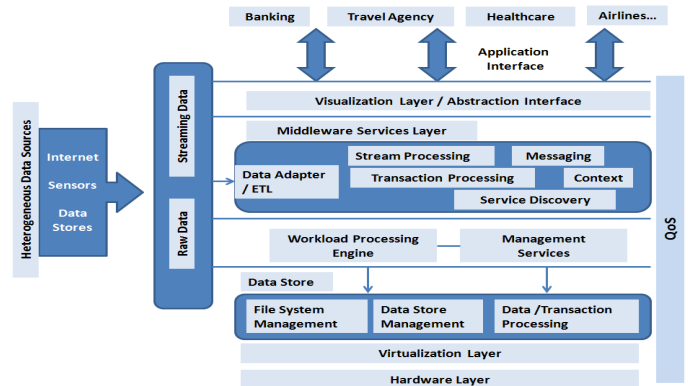 Banking
Travel Agency
Healthcare
Airlines...
Application
Interface
Visualization Layer / Abstraction Interface
Middleware Services Layer
Heterogeneous Data Sources
Internet
Sensors
Data
Stores
Streaming Data
Raw Data
Data Adapter
/ ETL
Stream Processing
Messaging
Transaction Processing
Context
Service Discovery
Workload Processing
Engine
Management
Services
Data Store
File System
Management
Data Store
Management
Data /Transaction
Processing
Virtualization Layer
Hardware Layer
QoS